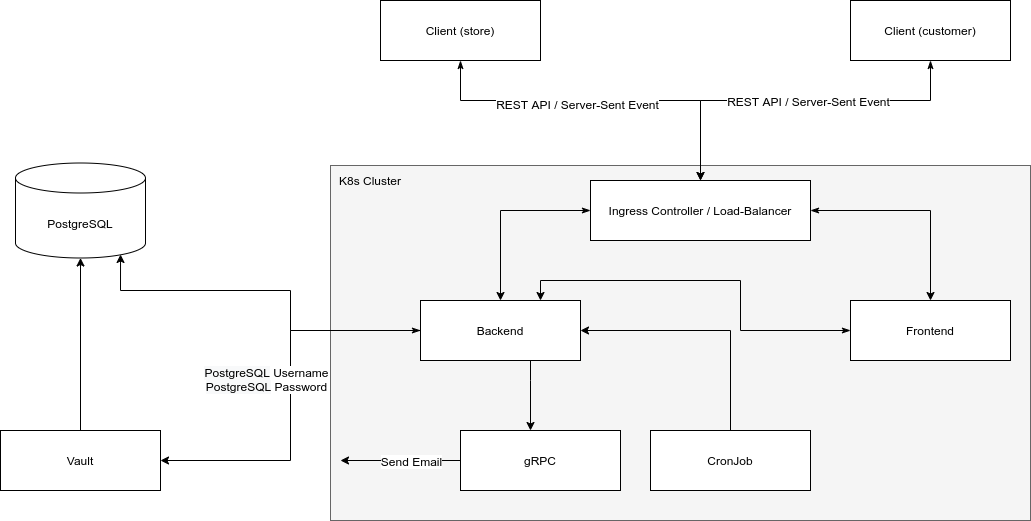 Client (store)
Client (customer)
REST API / Server-Sent Event
REST API / Server-Sent Event
K8s Cluster
Ingress Controller / Load-Balancer
PostgreSQL
Backend
Frontend
PostgreSQL Username
PostgreSQL Password
Vault
Send Email
gRPC
CronJob